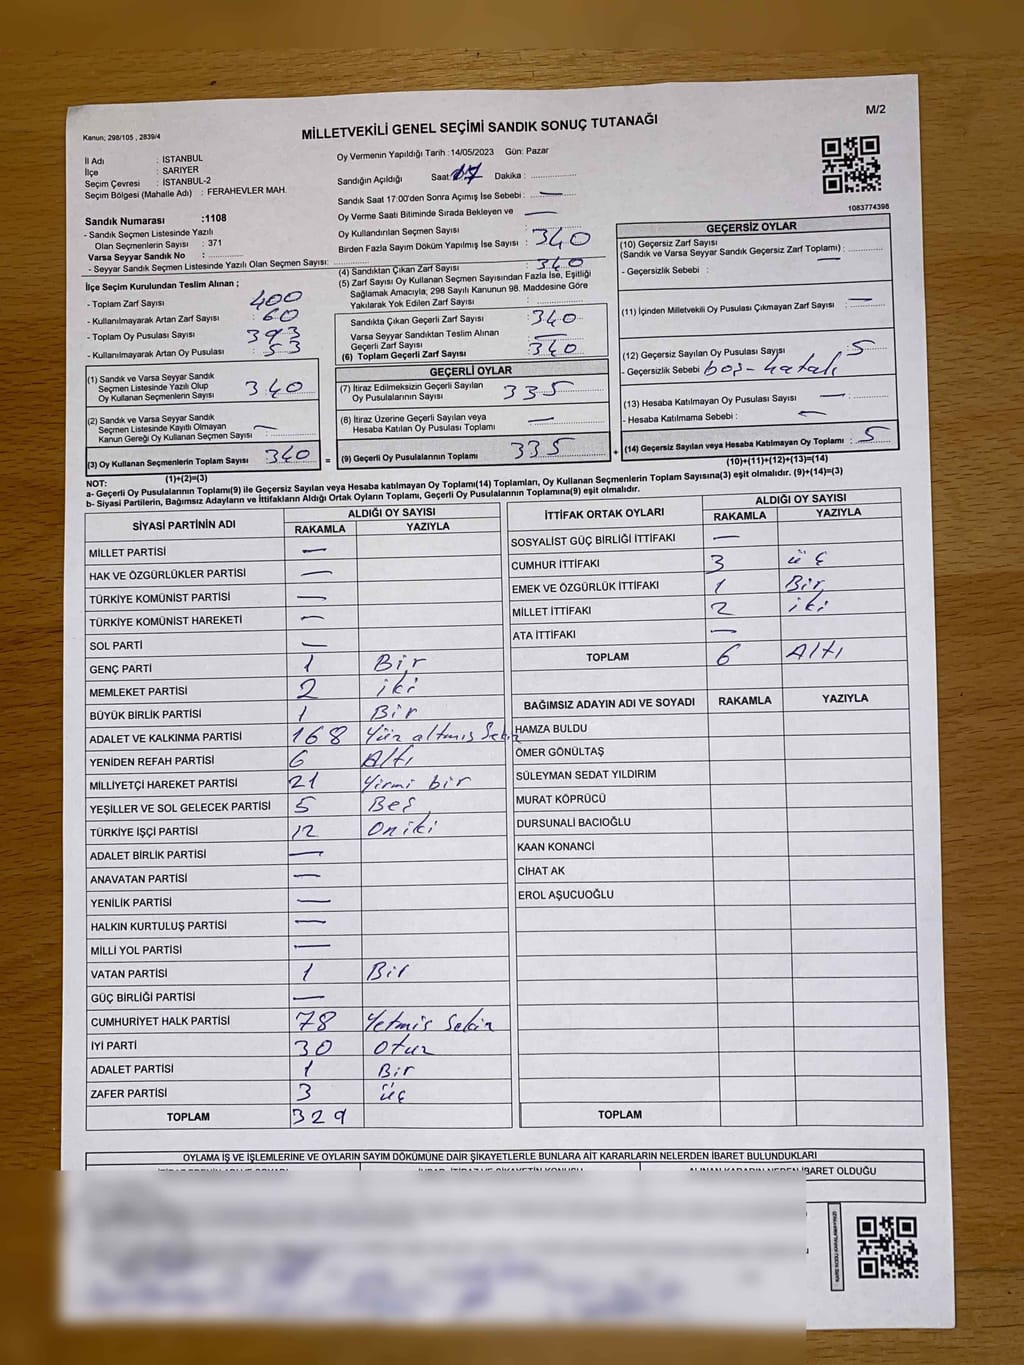 Kanun; 298/105 , 2839/4
M/2
MİLLETVEKİLİ GENEL SEÇİMİ SANDIK SONUÇ TUTANAĞI
İl Adı : İSTANBUL
İlçe : SARIYER
Seçim Çevresi : İSTANBUL-2
Seçim Bölgesi (Mahalle Adı) : FERAHEVLER MAH.
Sandık Numarası :1108
- Sandık Seçmen Listesinde Yazılı
Olan Seçmenlerin Sayısı : 371
Varsa Seyyar Sandık No :
- Seyyar Sandık Seçmen Listesinde Yazılı Olan Seçmen Sayısı:
İlçe Seçim Kurulundan Teslim Alınan ;
- Toplam Zarf Sayısı : 400
- Kullanılmayarak Artan Zarf Sayısı : 60
- Toplam Oy Pusulası Sayısı : 393
- Kullanılmayarak Artan Oy Pusulası : 53
(1) Sandık ve Varsa Seyyar Sandık
Seçmen Listesinde Yazılı Olup
Oy Kullanan Seçmenlerin Sayısı : 340
(2) Sandık ve Varsa Seyyar Sandık
Seçmen Listesinde Kayıtlı Olmayan
Kanun Gereği Oy Kullanan Seçmen Sayısı : —
(3) Oy Kullanan Seçmenlerin Toplam Sayısı : 340
(1)+(2)=(3)
Oy Vermenin Yapıldığı Tarih :14/05/2023 Gün: Pazar
Sandığın Açıldığı Saat: 17 Dakika :
Sandık Saat 17:00'den Sonra Açımış İse Sebebi : —
Oy Verme Saati Bitiminde Sırada Bekleyen ve —
Oy Kullandırılan Seçmen Sayısı
Birden Fazla Sayım Döküm Yapılmış İse Sayısı : 340
(4) Sandıktan Çıkan Zarf Sayısı : 340
(5) Zarf Sayısı Oy Kullanan Seçmen Sayısından Fazla İse, Eşitliği
Sağlamak Amacıyla, 298 Sayılı Kanunun 98. Maddesine Göre
Yakılarak Yok Edilen Zarf Sayısı :
Sandıkta Çıkan Geçerli Zarf Sayısı : 340
Varsa Seyyar Sandıktan Teslim Alınan
Geçerli Zarf Sayısı : —
(6) Toplam Geçerli Zarf Sayısı : 340
GEÇERLİ OYLAR
(7) İtiraz Edilmeksizin Geçerli Sayılan
Oy Pusulalarının Sayısı : 335
(8) İtiraz Üzerine Geçerli Sayılan veya
Hesaba Katılan Oy Pusulası Toplamı : —
= (9) Geçerli Oy Pusulalarının Toplamı : 335 +
1083774398
GEÇERSİZ OYLAR
(10) Geçersiz Zarf Sayısı
(Sandık ve Varsa Seyyar Sandık Geçersiz Zarf Toplamı) : —
- Geçersizlik Sebebi :
(11) İçinden Milletvekili Oy Pusulası Çıkmayan Zarf Sayısı : —
(12) Geçersiz Sayılan Oy Pusulası Sayısı : 5
- Geçersizlik Sebebi boş-hatalı
(13) Hesaba Katılmayan Oy Pusulası Sayısı —:
- Hesaba Katılmama Sebebi : —
(14) Geçersiz Sayılan veya Hesaba Katılmayan Oy Toplamı : 5
(10)+(11)+(12)+(13)=(14)
NOT:
a- Geçerli Oy Pusulalarının Toplamı(9) ile Geçersiz Sayılan veya Hesaba katılmayan Oy Toplamı(14) Toplamları, Oy Kullanan Seçmenlerin Toplam Sayısına(3) eşit olmalıdır. (9)+(14)=(3)
b- Siyasi Partilerin, Bağımsız Adayların ve İttifakların Aldığı Ortak Oyların Toplamı, Geçerli Oy Pusulalarının Toplamına(9) eşit olmalıdır.
SİYASİ PARTİNİN ADI ALDIĞI OY SAYISI
RAKAMLA YAZIYLA
MİLLET PARTİSİ —
HAK VE ÖZGÜRLÜKLER PARTİSİ —
TÜRKİYE KOMÜNİST PARTİSİ —
TÜRKİYE KOMÜNİST HAREKETİ —
SOL PARTİ —
GENÇ PARTİ 1 Bir
MEMLEKET PARTİSİ 2 iki
BÜYÜK BİRLİK PARTİSİ 1 Bir
ADALET VE KALKINMA PARTİSİ 168 Yüz altmış Sekiz
YENİDEN REFAH PARTİSİ 6 Altı
MİLLİYETÇİ HAREKET PARTİSİ 21 Yirmi bir
YEŞİLLER VE SOL GELECEK PARTİSİ 5 Beş
TÜRKİYE İŞÇİ PARTİSİ 12 Oniki
ADALET BİRLİK PARTİSİ —
ANAVATAN PARTİSİ —
YENİLİK PARTİSİ —
HALKIN KURTULUŞ PARTİSİ —
MİLLİ YOL PARTİSİ —
VATAN PARTİSİ 1 Bir
GÜÇ BİRLİĞİ PARTİSİ —
CUMHURİYET HALK PARTİSİ 78 Yetmis Sekiz
İYİ PARTİ 30 Otuz
ADALET PARTİSİ 1 Bir
ZAFER PARTİSİ 3 üç
TOPLAM 329
İTTİFAK ORTAK OYLARI ALDIĞI OY SAYISI
RAKAMLA YAZIYLA
SOSYALİST GÜÇ BİRLİĞİ İTTİFAKI —
CUMHUR İTTİFAKI 3 üç
EMEK VE ÖZGÜRLÜK İTTİFAKI 1 Bir
MİLLET İTTİFAKI 2 iki
ATA İTTİFAKI —
TOPLAM 6 Altı
BAĞIMSIZ ADAYIN ADI VE SOYADI RAKAMLA YAZIYLA
HAMZA BULDU
ÖMER GÖNÜLTAŞ
SÜLEYMAN SEDAT YILDIRIM
MURAT KÖPRÜCÜ
DURSUNALİ BACIOĞLU
KAAN KONANCİ
CİHAT AK
EROL AŞUCUOĞLU
TOPLAM
OYLAMA İŞ VE İŞLEMLERİNE VE OYLARIN SAYIM DÖKÜMÜNE DAİR ŞİKAYETLERLE BUNLARA AİT KARARLARIN NELERDEN İBARET BULUNDUKLARI
İBARET OLDUĞU